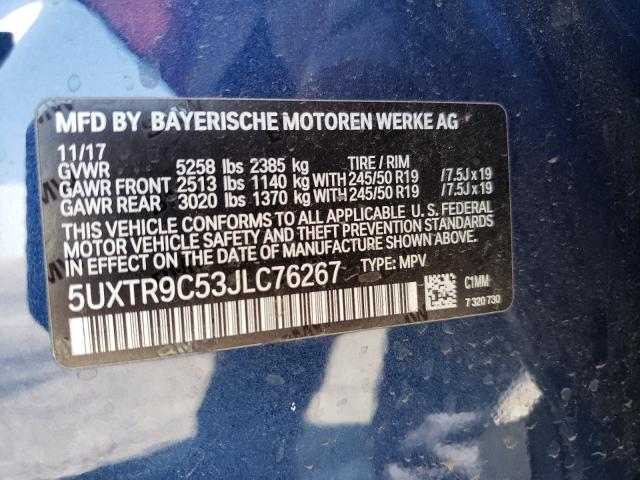 MFD BY BAYERISCHE MOTOREN WERKE AG
11/17
GVWR 5258 lbs 2385 kg TIRE / RIM
GAWR FRONT 2513 lbs 1140 kg WITH 245/50 R19 /7.5J x 19
GAWR REAR 3020 lbs 1370 kg WITH 245/50 R19 /7.5J x 19
THIS VEHICLE CONFORMS TO ALL APPLICABLE U.S. FEDERAL
MOTOR VEHICLE SAFETY AND THEFT PREVENTION STANDARDS
IN EFFECT ON THE DATE OF MANUFACTURE SHOWN ABOVE.
5UXTR9C53JLC76267 TYPE: MPV
C1MM
7 320 730